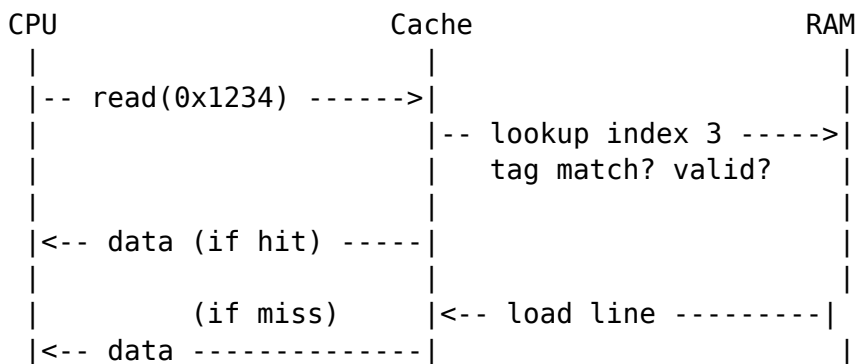 CPU                     Cache                    RAM
 |                        |                        |
 |-- read(0x1234) ------>|                        |
 |                        |-- lookup index 3 ----->|
 |                        |   tag match? valid?    |
 |                        |                        |
 |<-- data (if hit) -----|                        |
 |                        |                        |
 |         (if miss)     |<-- load line ---------|
 |<-- data --------------|                        |